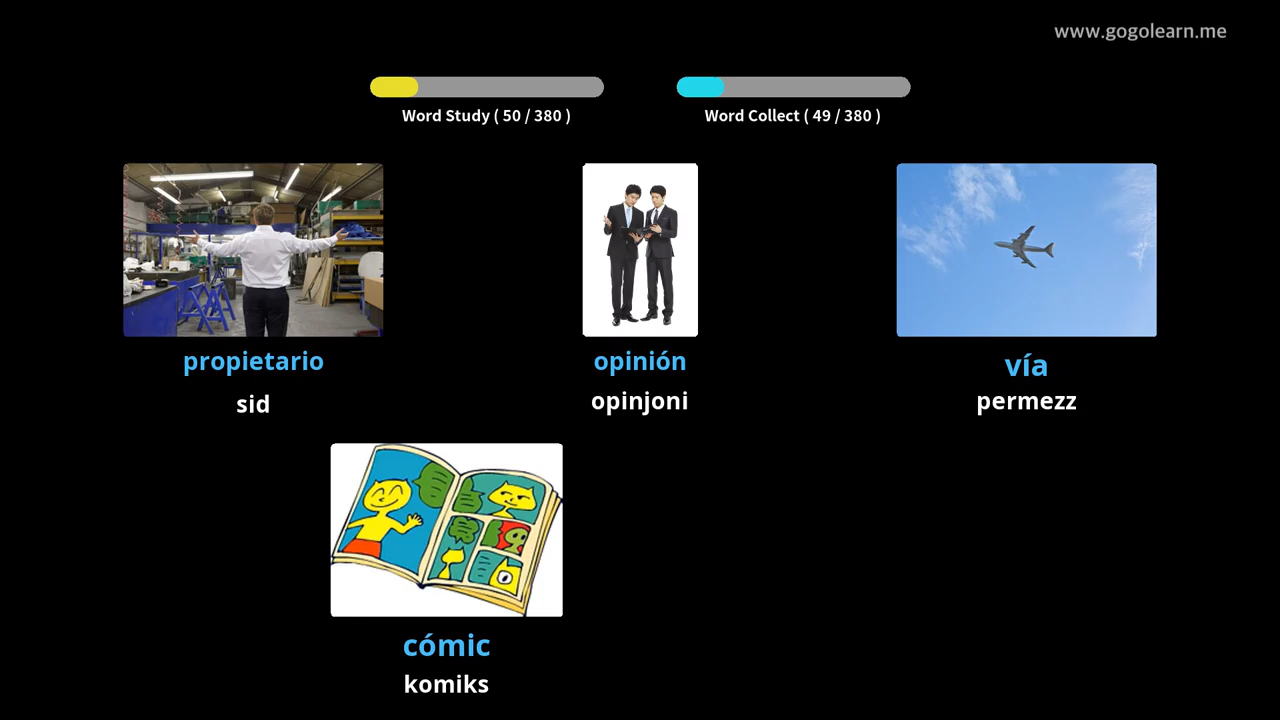 www.gogolearn.me
Word Study ( 50 / 380 )
Word Collect ( 49 / 380 )
propietario
opinión
vía
sid
opinjoni
permezz
cómic
komiks